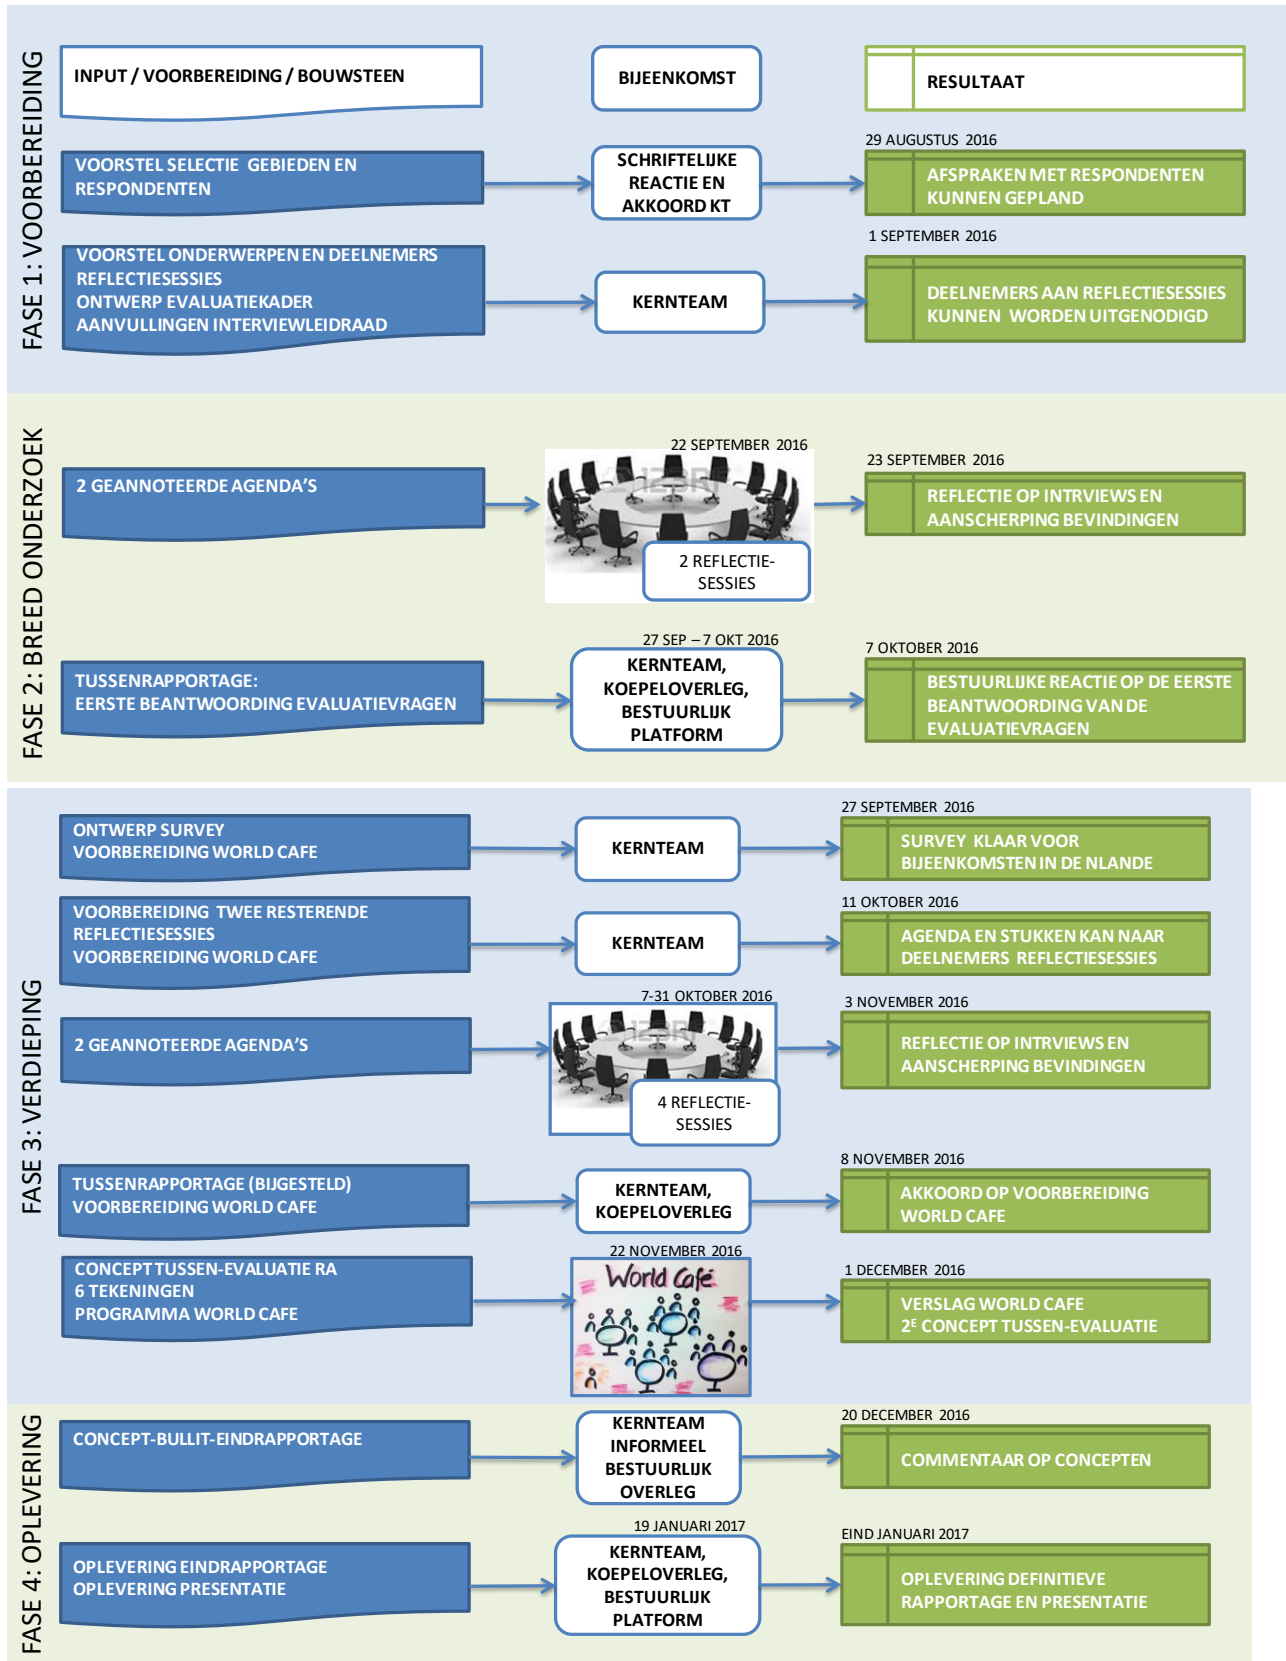 FASE 1: VOORBEREIDING
INPUT / VOORBEREIDING / BOUWSTEEN
BIJEENKOMST
RESULTAAT
VOORSTEL SELECTIE GEBIEDEN EN
RESPONDENTEN
SCHRIFTELIJKE
REACTIE EN
AKKOORD KT
29 AUGUSTUS 2016
AFSPRAKEN MET RESPONDENTEN
KUNNEN GEPLAND
VOORSTEL ONDERWERPEN EN DEELNEMERS
REFLECTIESESSIES
ONTWERP EVALUATIEKADER
AANVULLINGEN INTERVIEWLEIDRAAD
KERNTEAM
1 SEPTEMBER 2016
DEELNEMERS AAN REFLECTIESESSIES
KUNNEN WORDEN UITGENODIGD
FASE 2: BREED ONDERZOEK
2 GEANNOTEERDE AGENDA'S
22 SEPTEMBER 2016
123RF
2 REFLECTIE-
SESSIES
23 SEPTEMBER 2016
REFLECTIE OP INTRVIEWS EN
AANSCHERPING BEVINDINGEN
TUSSENRAPPORTAGE:
EERSTE BEANTWOORDING EVALUATIEVRAGEN
27 SEP – 7 OKT 2016
KERNTEAM,
KOEPELOVERLEG,
BESTUURLIJK
PLATFORM
7 OKTOBER 2016
BESTUURLIJKE REACTIE OP DE EERSTE
BEANTWOORDING VAN DE
EVALUATIEVRAGEN
FASE 3: VERDIEPING
ONTWERP SURVEY
VOORBEREIDING WORLD CAFE
KERNTEAM
27 SEPTEMBER 2016
SURVEY KLAAR VOOR
BIJEENKOMSTEN IN DE NLANDE
VOORBEREIDING TWEE RESTERENDE
REFLECTIESESSIES
VOORBEREIDING WORLD CAFE
KERNTEAM
11 OKTOBER 2016
AGENDA EN STUKKEN KAN NAAR
DEELNEMERS REFLECTIESESSIES
2 GEANNOTEERDE AGENDA'S
7-31 OKTOBER 2016
123RF
4 REFLECTIE-
SESSIES
3 NOVEMBER 2016
REFLECTIE OP INTRVIEWS EN
AANSCHERPING BEVINDINGEN
TUSSENRAPPORTAGE (BIJGESTELD)
VOORBEREIDING WORLD CAFE
KERNTEAM,
KOEPELOVERLEG
8 NOVEMBER 2016
AKKOORD OP VOORBEREIDING
WORLD CAFE
CONCEPT TUSSEN-EVALUATIE RA
6 TEKENINGEN
PROGRAMMA WORLD CAFE
22 NOVEMBER 2016
World Café
1 DECEMBER 2016
VERSLAG WORLD CAFE
2E CONCEPT TUSSEN-EVALUATIE
FASE 4: OPLEVERING
CONCEPT-BULLIT-EINDRAPPORTAGE
KERNTEAM
INFORMEEL
BESTUURLIJK
OVERLEG
20 DECEMBER 2016
COMMENTAAR OP CONCEPTEN
OPLEVERING EINDRAPPORTAGE
OPLEVERING PRESENTATIE
19 JANUARI 2017
KERNTEAM,
KOEPELOVERLEG,
BESTUURLIJK
PLATFORM
EIND JANUARI 2017
OPLEVERING DEFINITIEVE
RAPPORTAGE EN PRESENTATIE